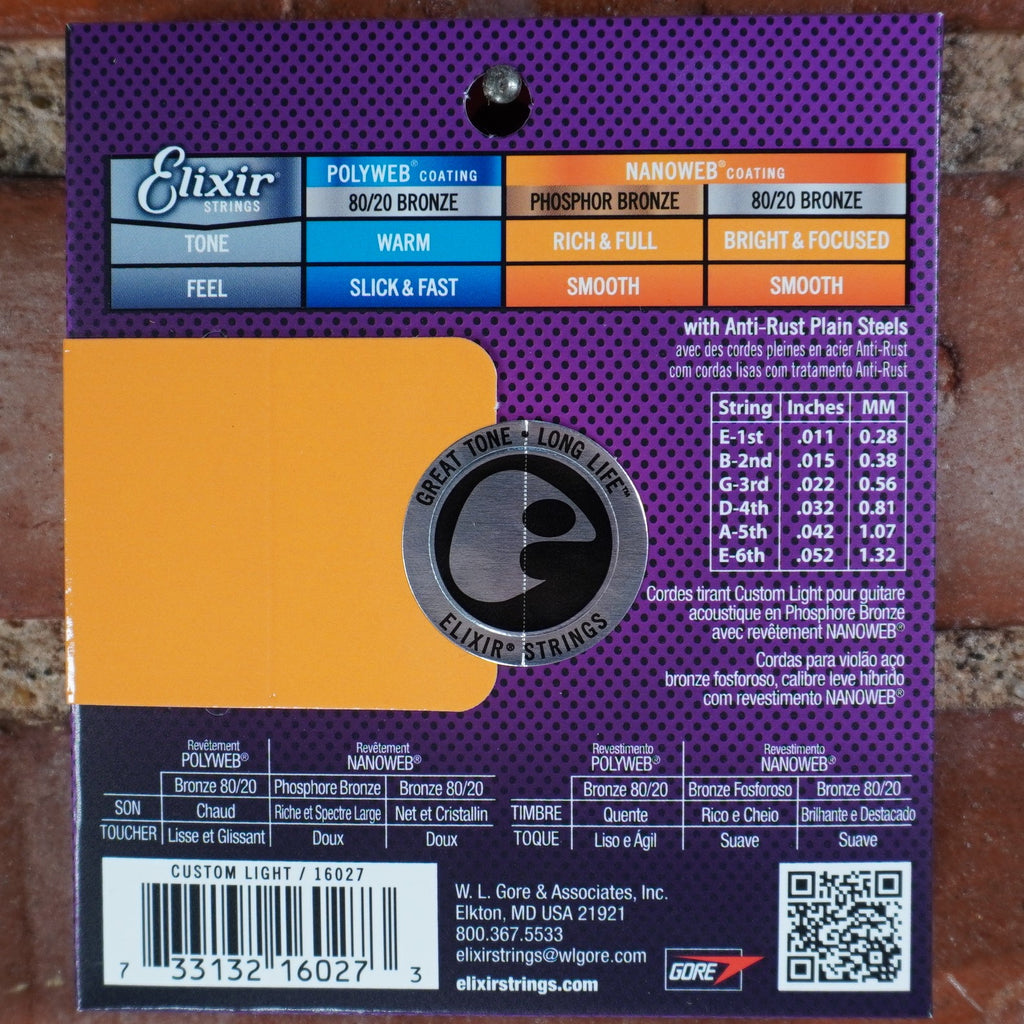 Elixir®
STRINGS
POLYWEB® COATING
NANOWEB® COATING
80/20 BRONZE
PHOSPHOR BRONZE
80/20 BRONZE
TONE
WARM
RICH & FULL
BRIGHT & FOCUSED
FEEL
SLICK & FAST
SMOOTH
SMOOTH
with Anti-Rust Plain Steels
avec des cordes pleines en acier Anti-Rust
com cordas lisas com tratamento Anti-Rust
String Inches MM
E-1st .011 0.28
B-2nd .015 0.38
G-3rd .022 0.56
D-4th .032 0.81
A-5th .042 1.07
E-6th .052 1.32
GREAT TONE • LONG LIFE™
ELIXIR® STRINGS
Cordes tirant Custom Light pour guitare
acoustique en Phosphore Bronze
avec revêtement NANOWEB®
Cordas para violão aço
bronze fosforoso, calibre leve híbrido
com revestimento NANOWEB®
Revêtement
POLYWEB®
Revêtement
NANOWEB®
Bronze 80/20 Phosphore Bronze Bronze 80/20
SON Chaud Riche et Spectre Large Net et Cristallin
TOUCHER Lisse et Glissant Doux Doux
Revestimento
POLYWEB®
Revestimento
NANOWEB®
Bronze 80/20 Bronze Fosforoso Bronze 80/20
TIMBRE Quente Rico e Cheio Brilhante e Destacado
TOQUE Liso e Ágil Suave Suave
CUSTOM LIGHT / 16027
7 33132 16027 3
W. L. Gore & Associates, Inc.
Elkton, MD USA 21921
800.367.5533
elixirstrings@wlgore.com
elixirstrings.com
GORE